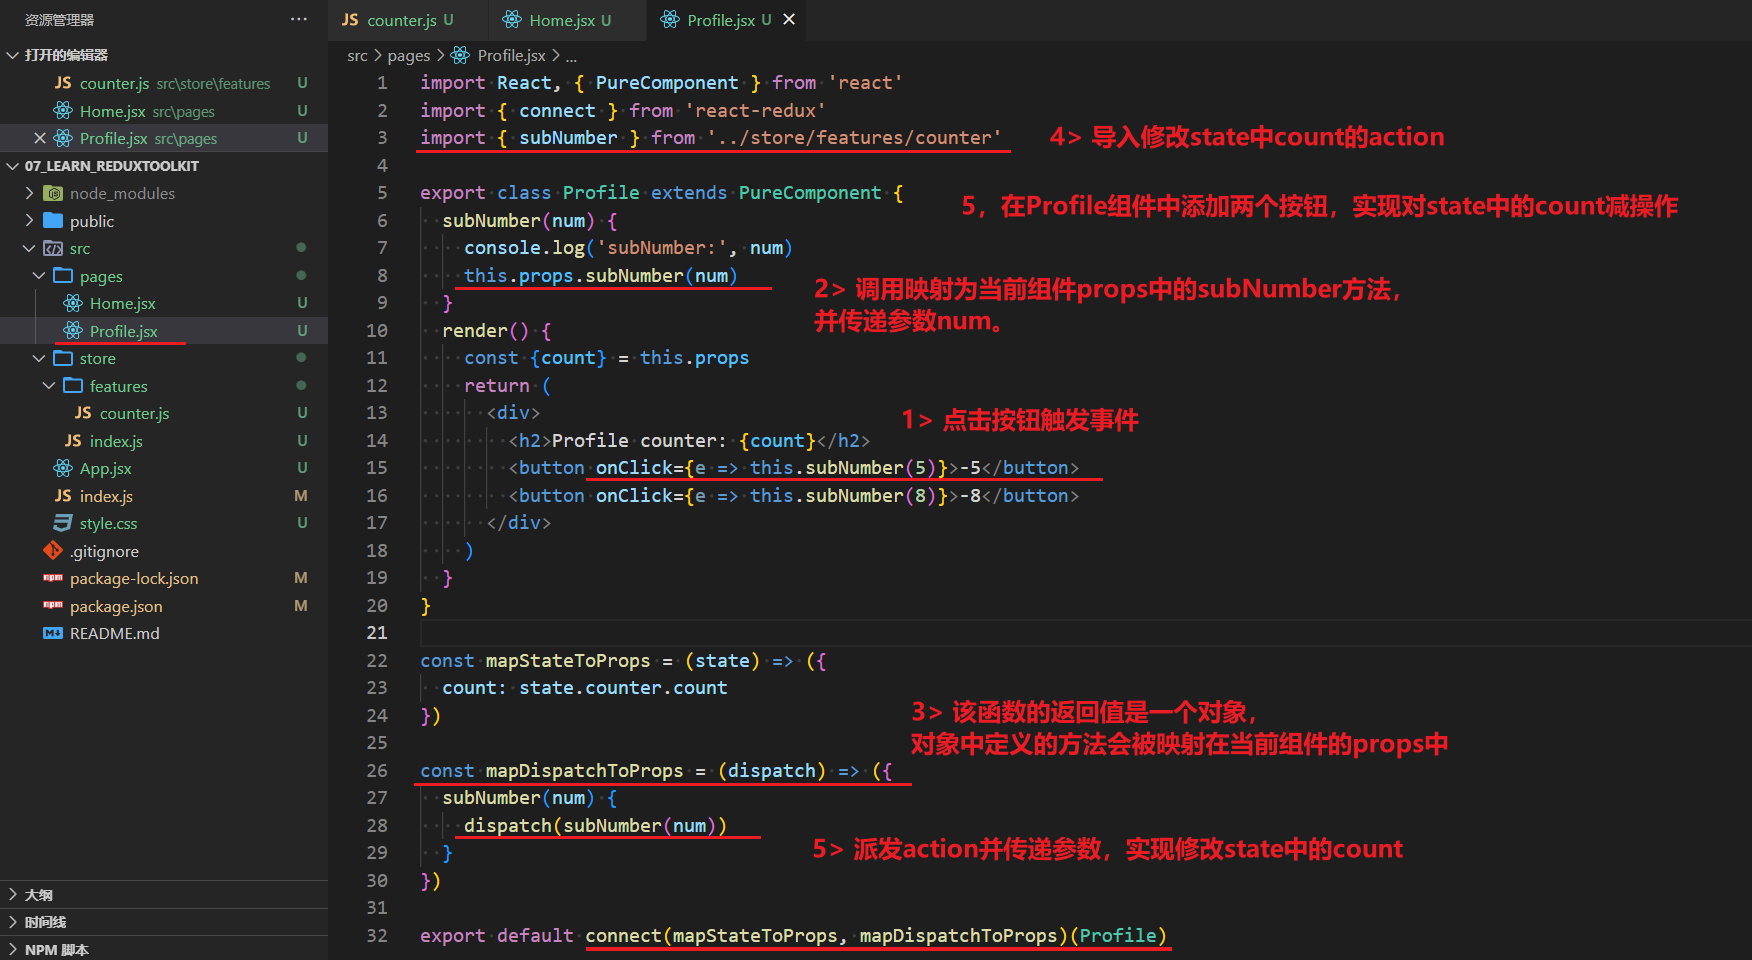 资源管理器 ···
打开的编辑器
JS counter.js src\store\features U
Home.jsx src\pages U
Profile.jsx src\pages U
07_LEARN_REDUXTOOLKIT
node_modules
public
src
pages
Home.jsx U
Profile.jsx U
store
features
JS counter.js U
JS index.js U
App.jsx U
JS index.js M
style.css U
.gitignore
package-lock.json M
package.json M
README.md
大纲
时间线
NPM 脚本
JS counter.js U Home.jsx U Profile.jsx U
src > pages > Profile.jsx > ...
1 import React, { PureComponent } from 'react'
2 import { connect } from 'react-redux'
3 import { subNumber } from '../store/features/counter'
4> 导入修改state中count的action
4
5 export class Profile extends PureComponent {
5，在Profile组件中添加两个按钮，实现对state中的count减操作
6 subNumber(num) {
7 console.log('subNumber:', num)
8 this.props.subNumber(num)
2> 调用映射为当前组件props中的subNumber方法，
并传递参数num。
9 }
10 render() {
11 const {count} = this.props
12 return (
13 <div>
1> 点击按钮触发事件
14 <h2>Profile counter: {count}</h2>
15 <button onClick={e => this.subNumber(5)}>-5</button>
16 <button onClick={e => this.subNumber(8)}>-8</button>
17 </div>
18 )
19 }
20 }
21
22 const mapStateToProps = (state) => ({
23 count: state.counter.count
24 })
3> 该函数的返回值是一个对象，
对象中定义的方法会被映射在当前组件的props中
25
26 const mapDispatchToProps = (dispatch) => ({
27 subNumber(num) {
28 dispatch(subNumber(num))
5> 派发action并传递参数，实现修改state中的count
29 }
30 })
31
32 export default connect(mapStateToProps, mapDispatchToProps)(Profile)